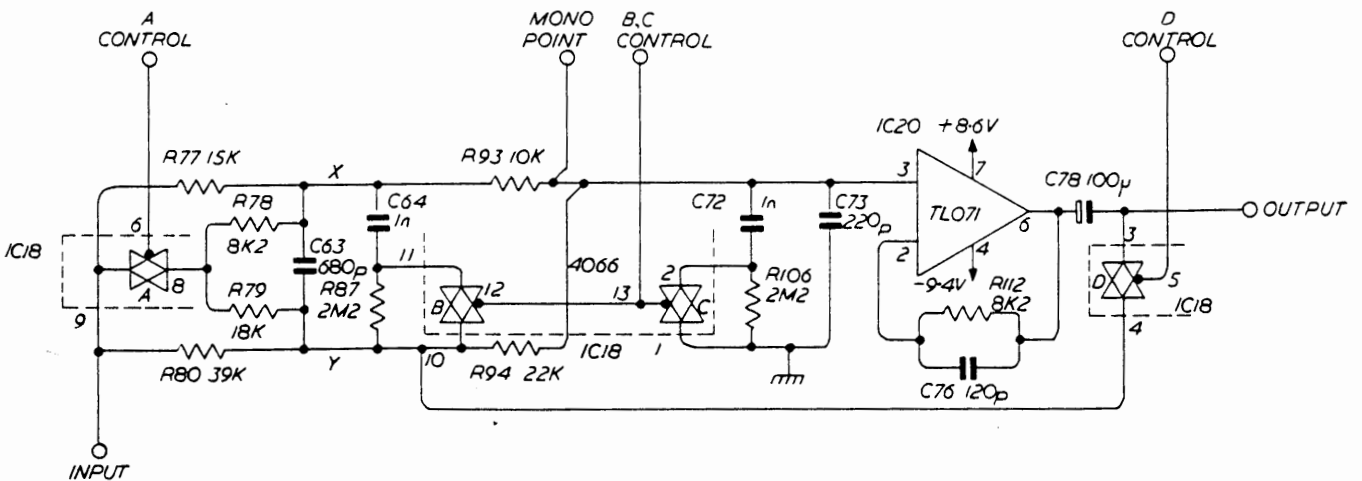 A
CONTROL
MONO
POINT
B,C
CONTROL
D
CONTROL
IC20 +8·6V
R77 15K
X
R93 10K
3
7
C78 100µ
6
R78
8K2
C64
1n
C72
1n
C73
220p
TL071
6
OUTPUT
IC18
A
8
C63
680p
11
12
4066
2
2
4
3
D
5
R79
18K
R87
2M2
B
13
C
R106
2M2
-9·4V
R112
8K2
IC18
9
4
R80 39K
Y
10
R94 22K
IC18
1
C76 120p
INPUT